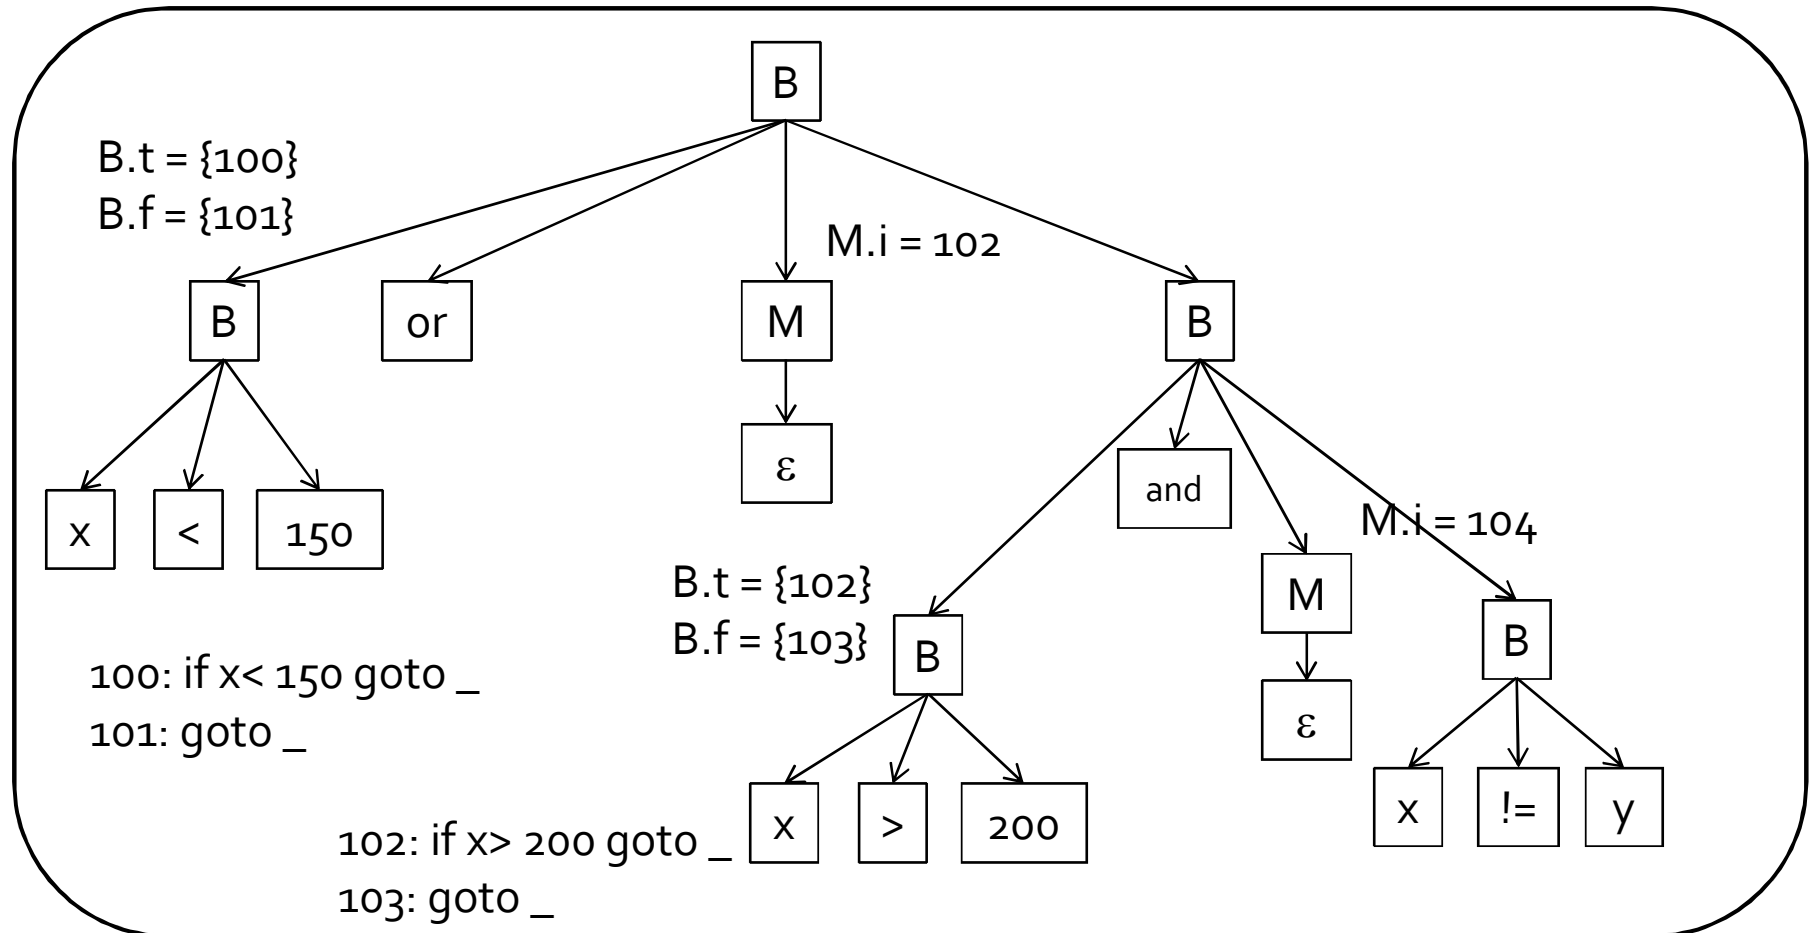 B
B.t = {100}
B.f = {101}
M.i = 102
B
or
M
B
ε
and
x
<
150
M.i = 104
B.t = {102}
B.f = {103}
B
M
B
ε
100: if x< 150 goto _
101: goto _
x
>
200
x
!=
y
102: if x> 200 goto _
103: goto _